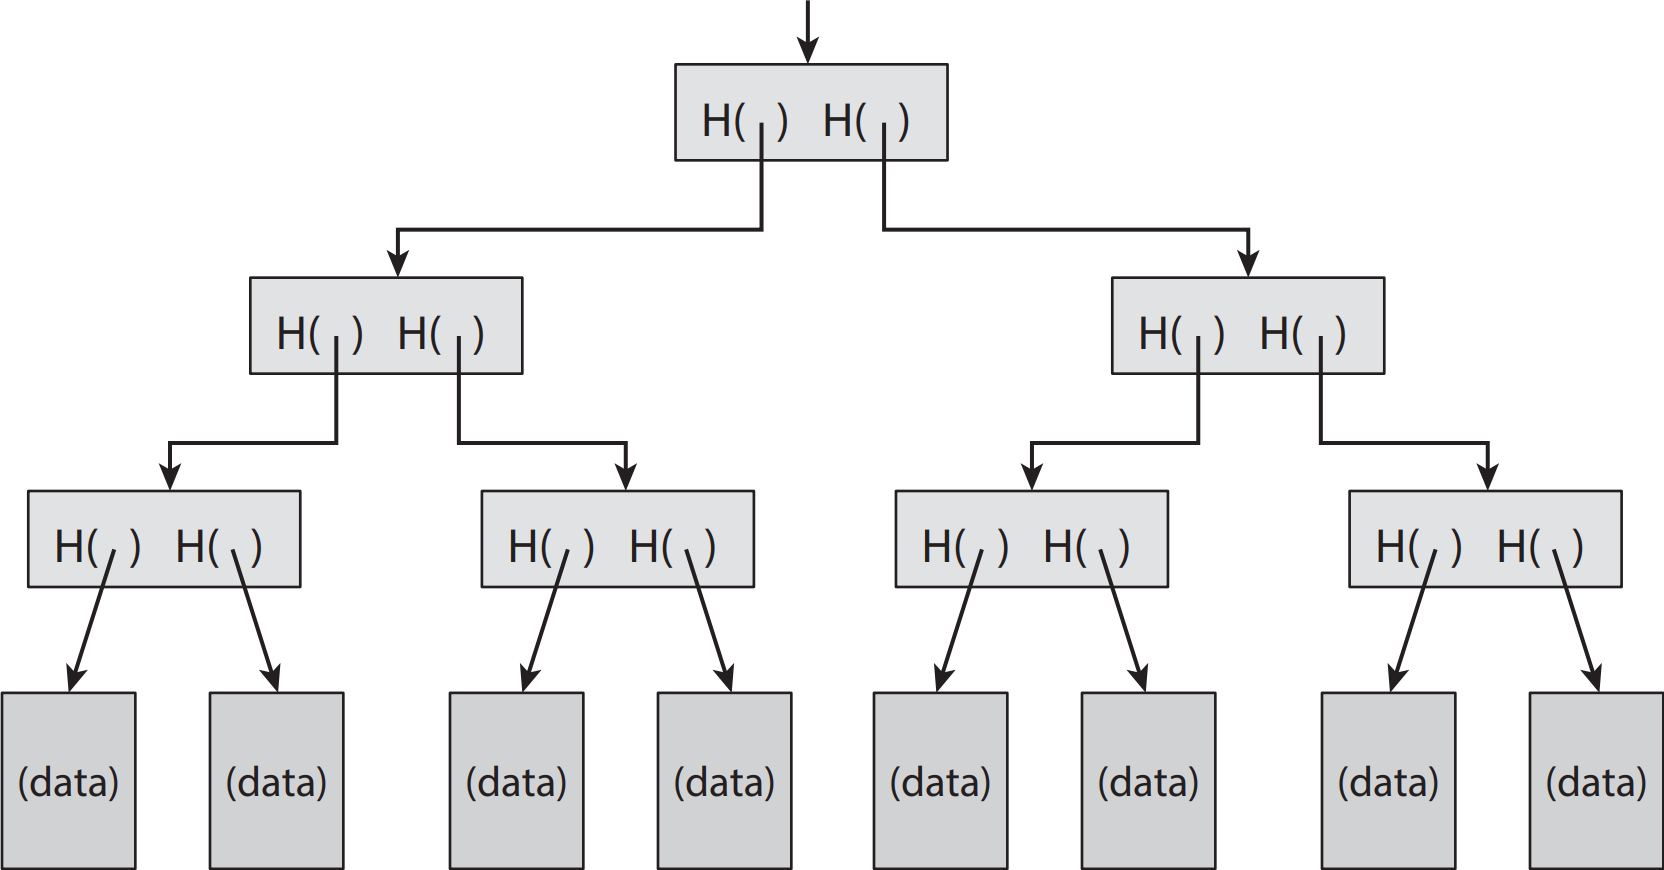 H( ) H( )
H( ) H( ) H( ) H( )
H( ) H( ) H( ) H( ) H( ) H( ) H( ) H( )
(data) (data) (data) (data) (data) (data) (data) (data)